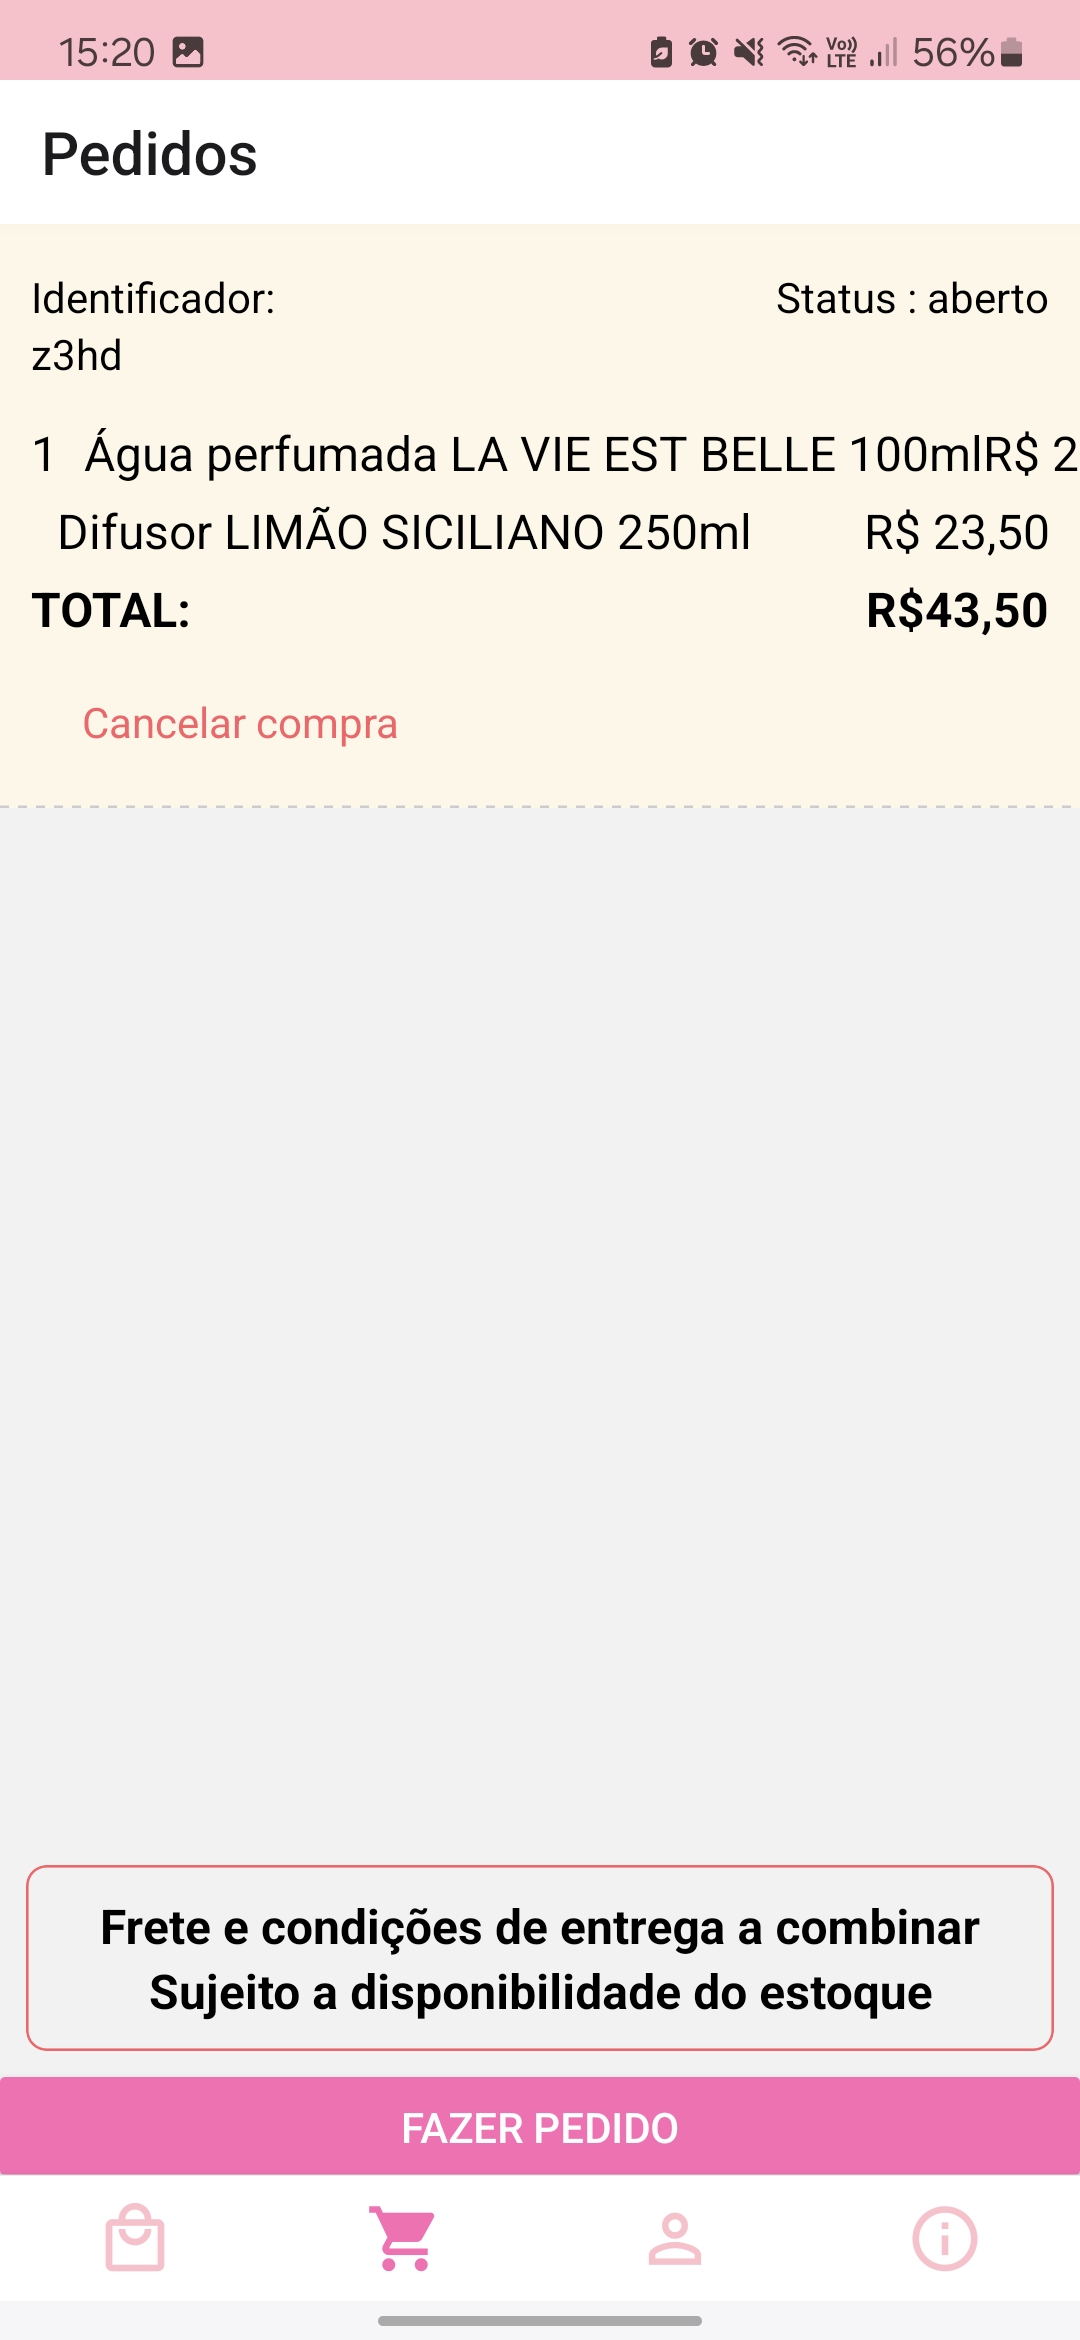 15:20 Vo)) LTE 56%
Pedidos
Identificador: Status : aberto
z3hd
1 Água perfumada LA VIE EST BELLE 100mlR$ 2
Difusor LIMÃO SICILIANO 250ml R$ 23,50
TOTAL: R$43,50
Cancelar compra
Frete e condições de entrega a combinar
Sujeito a disponibilidade do estoque
FAZER PEDIDO